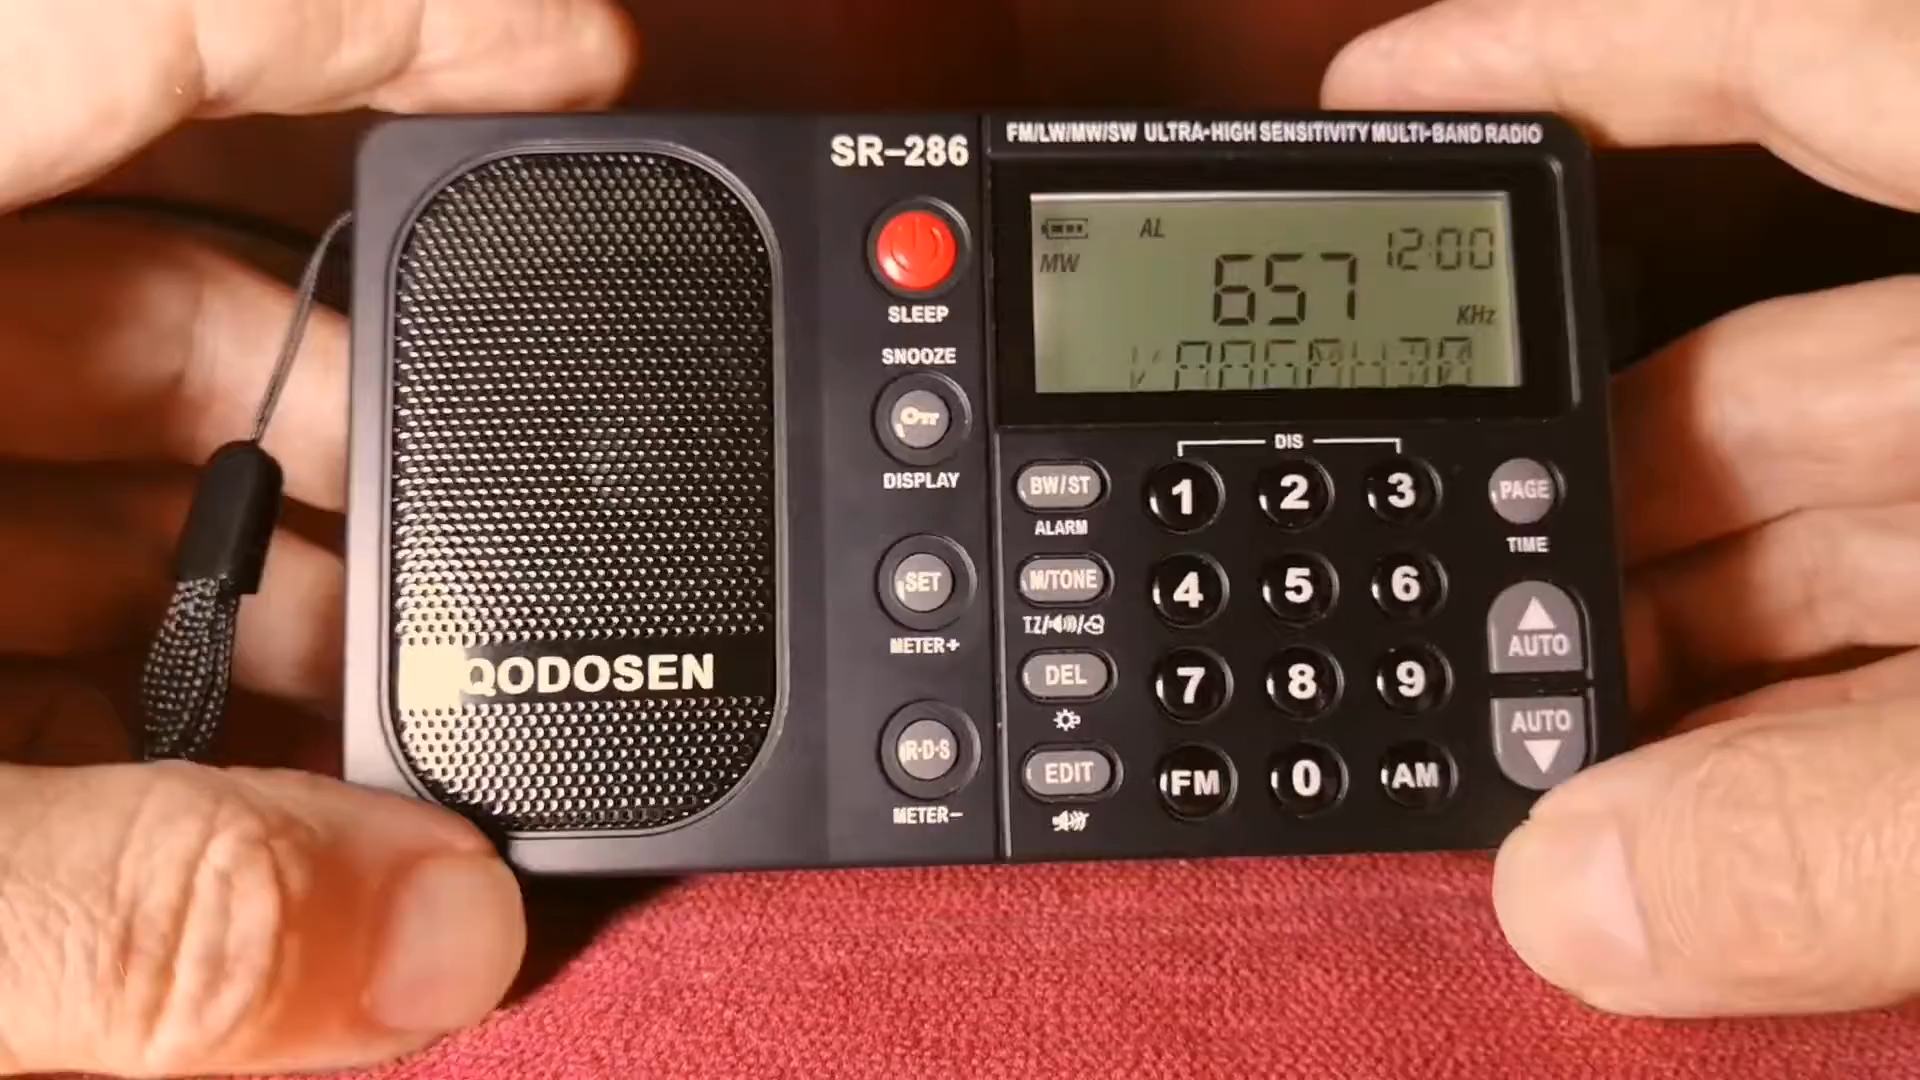 SR-286
FM/LW/MW/SW ULTRA-HIGH SENSITIVITY MULTI-BAND RADIO
AL
12:00
MW
657
KHz
SLEEP
SNOOZE
DISPLAY
SET
METER+
R·D·S
METER-
QODOSEN
DIS
BW/ST
1
2
3
PAGE
ALARM
TIME
M/TONE
4
5
6
TZ/
AUTO
DEL
7
8
9
AUTO
EDIT
FM
0
AM